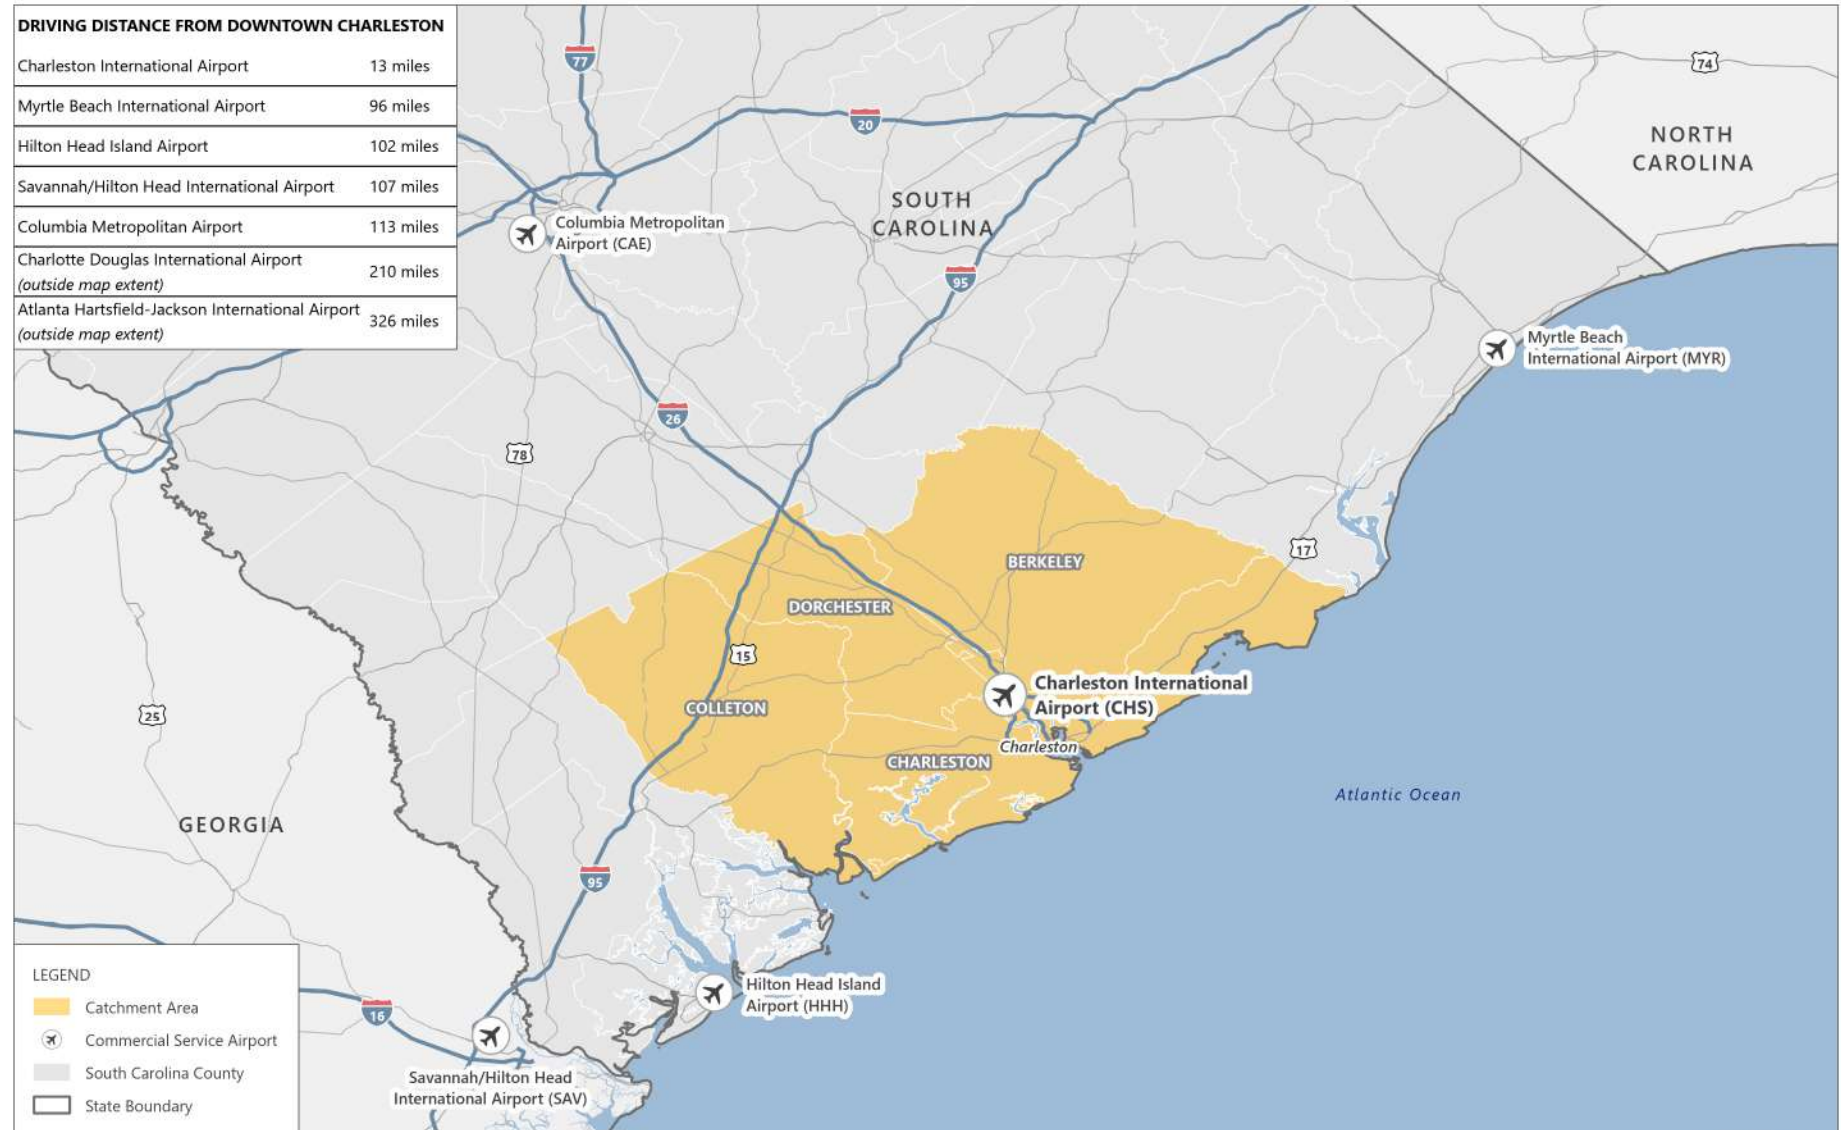 DRIVING DISTANCE FROM DOWNTOWN CHARLESTON
Charleston International Airport 13 miles
Myrtle Beach International Airport 96 miles
Hilton Head Island Airport 102 miles
Savannah/Hilton Head International Airport 107 miles
Columbia Metropolitan Airport 113 miles
Charlotte Douglas International Airport
(outside map extent)
210 miles
Atlanta Hartsfield-Jackson International Airport
(outside map extent)
326 miles
77
20
74
NORTH
CAROLINA
SOUTH
CAROLINA
Columbia Metropolitan
Airport (CAE)
95
Myrtle Beach
International Airport (MYR)
26
78
17
BERKELEY
DORCHESTER
15
COLLETON
Charleston International
Airport (CHS)
Charleston
CHARLESTON
25
GEORGIA
Atlantic Ocean
95
Hilton Head Island
Airport (HHH)
16
Savannah/Hilton Head
International Airport (SAV)
LEGEND
Catchment Area
Commercial Service Airport
South Carolina County
State Boundary